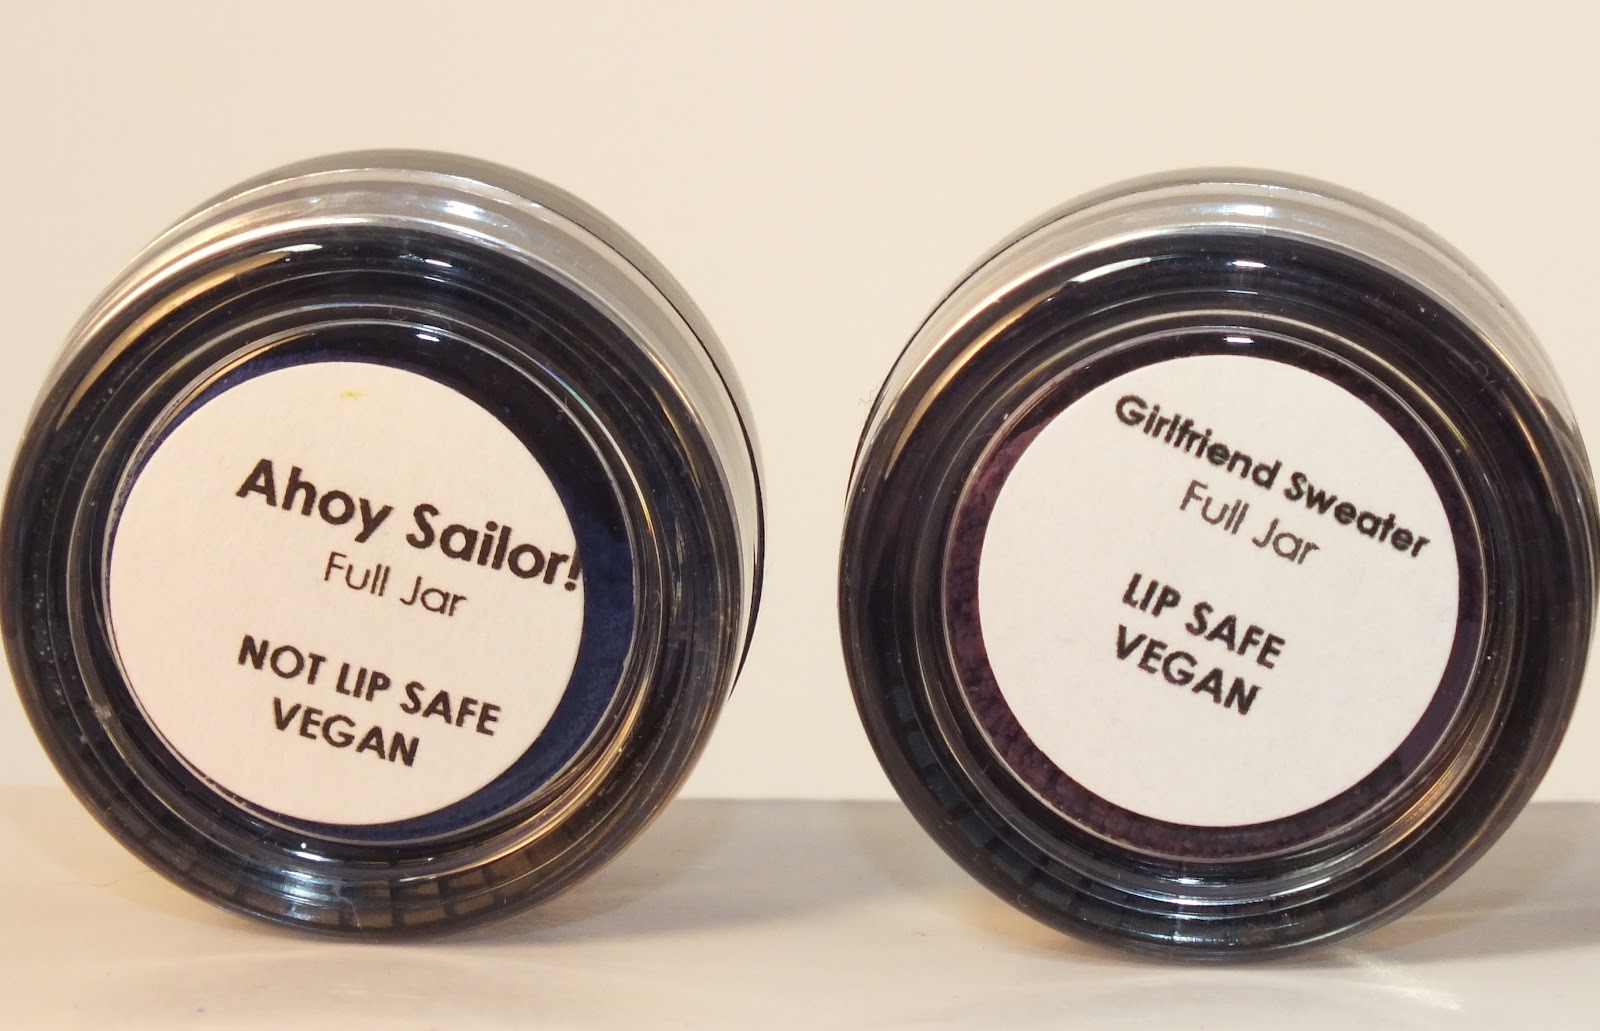 Ahoy Sailor!
Full Jar
NOT LIP SAFE
VEGAN
Girlfriend Sweater
Full Jar
LIP SAFE
VEGAN